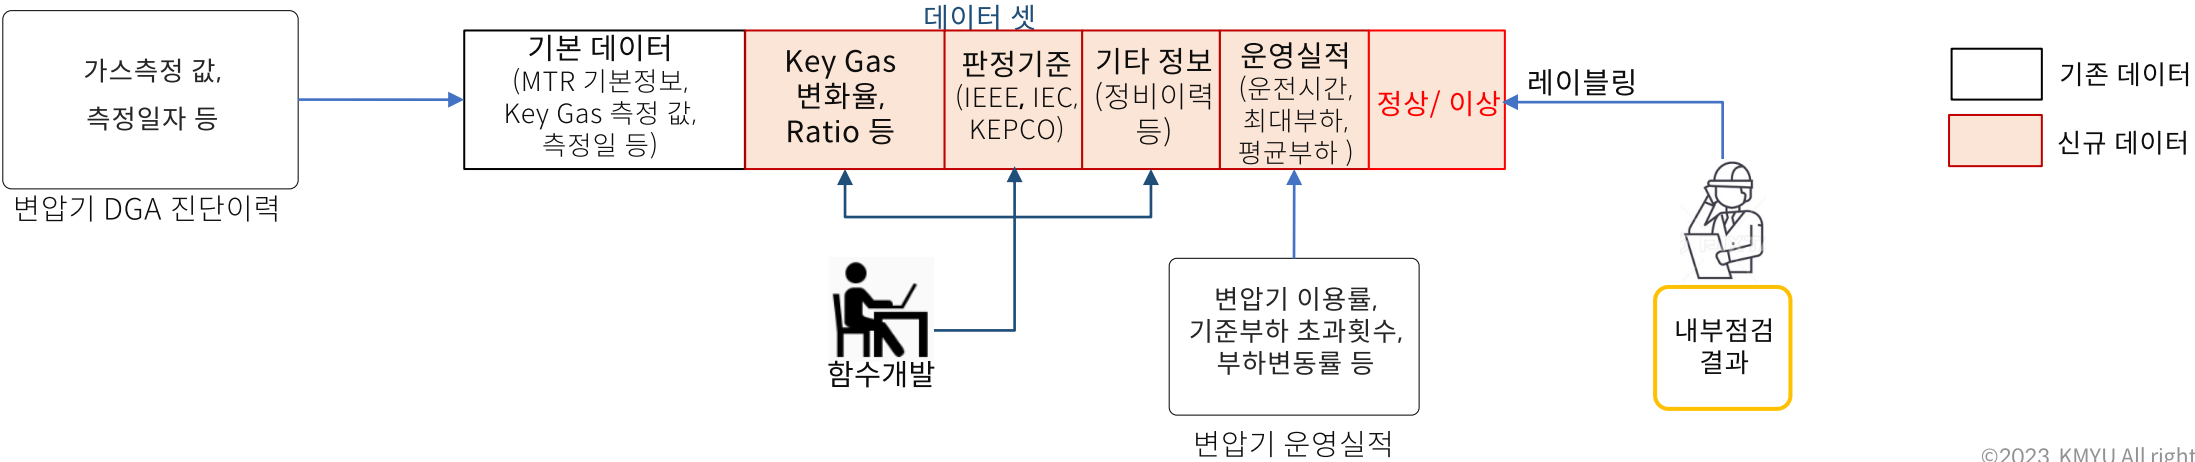 데이터 셋
가스측정 값,
측정일자 등
변압기 DGA 진단이력
기본 데이터
(MTR 기본정보,
Key Gas 측정 값,
측정일 등)
Key Gas
변화율,
Ratio 등
판정기준
(IEEE, IEC,
KEPCO)
기타 정보
(정비이력
등)
운영실적
(운전시간,
최대부하,
평균부하 )
정상/ 이상
레이블링
기존 데이터
신규 데이터
함수개발
변압기 이용률,
기준부하 초과횟수,
부하변동률 등
변압기 운영실적
내부점검
결과
©2023 KMYU All right